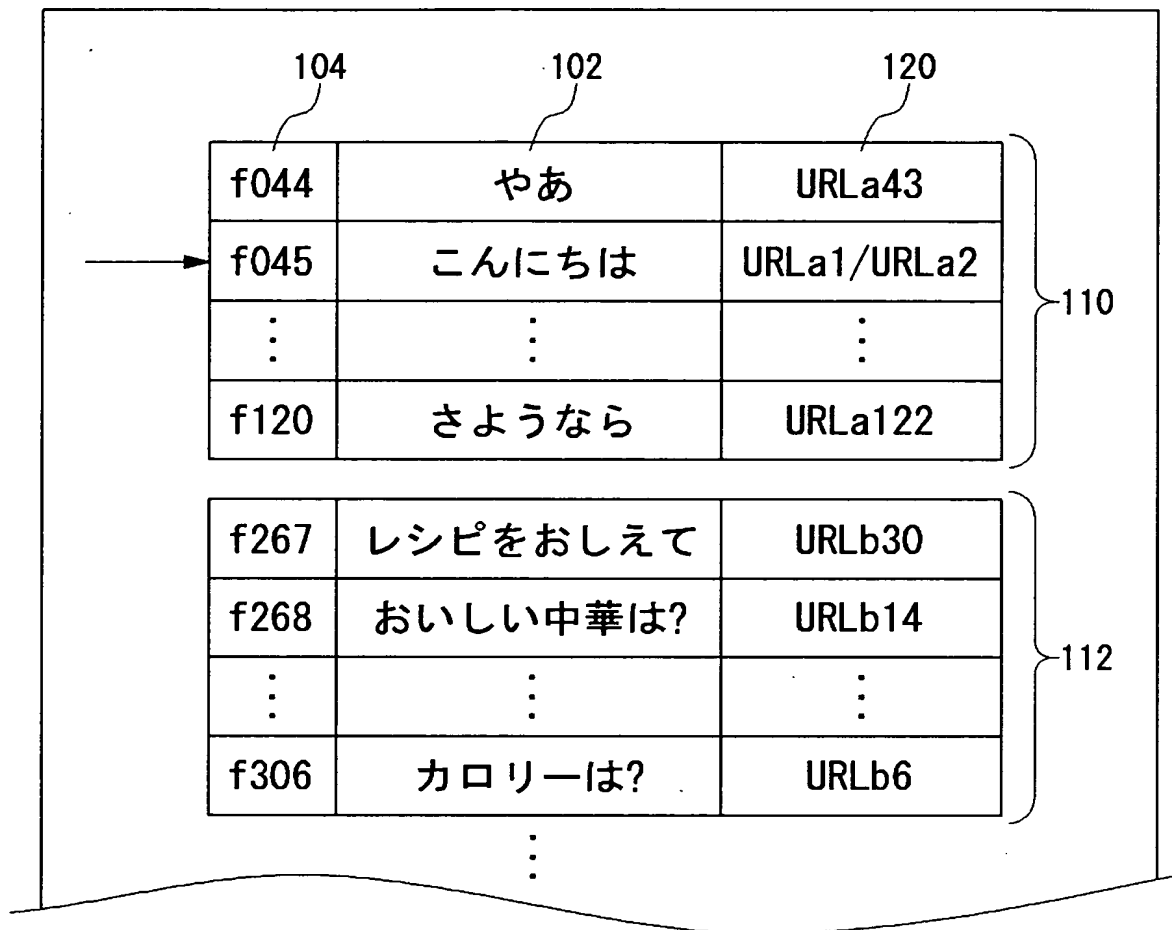 104 102 120
f044 やあ URLa43
f045 こんにちは URLa1/URLa2
⋮ ⋮ ⋮
110
f120 さようなら URLa122
f267 レシピをおしえて URLb30
f268 おいしい中華は? URLb14
⋮ ⋮ ⋮
112
f306 カロリーは? URLb6
⋮